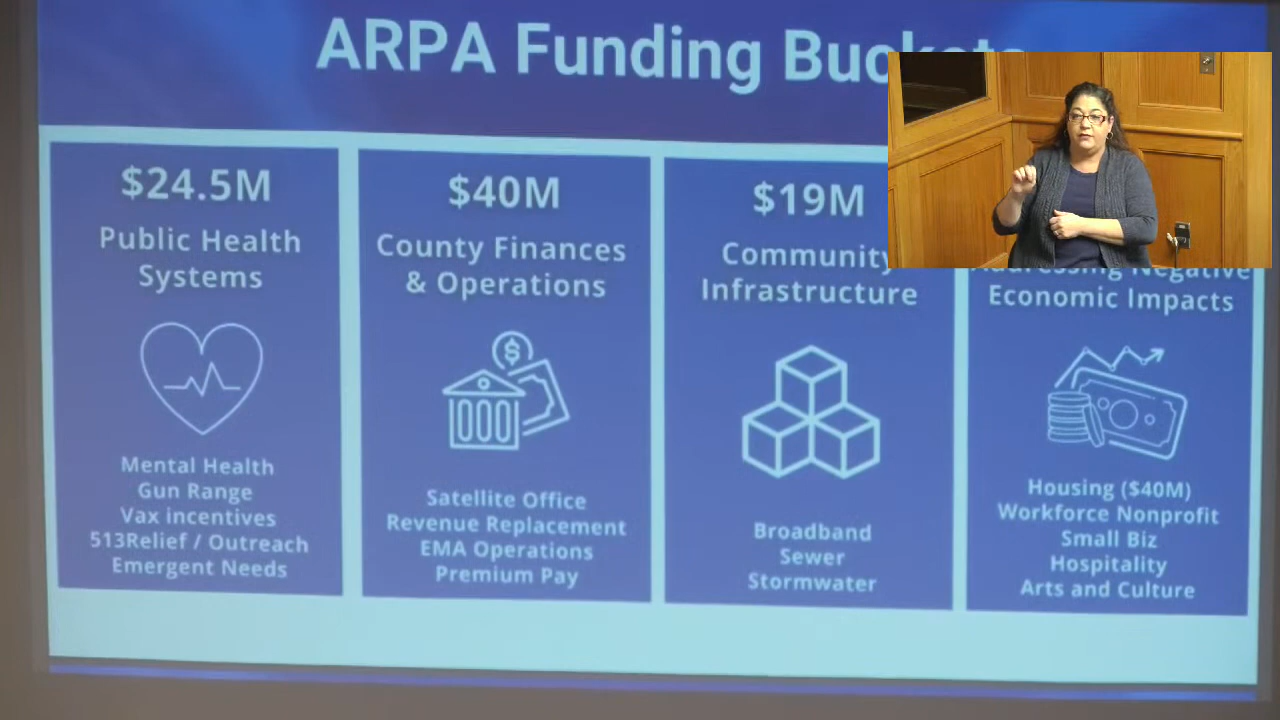 ARPA Funding
$24.5M
Public Health
Systems
Mental Health
Gun Range
Vax incentives
513Relief / Outreach
Emergent Needs
$40M
County Finances
& Operations
$
Satellite Office
Revenue Replacement
EMA Operations
Premium Pay
$19M
Community
Infrastructure
Broadband
Sewer
Stormwater
Addressing Negative
Economic Impacts
Housing ($40M)
Workforce Nonprofit
Small Biz
Hospitality
Arts and Culture